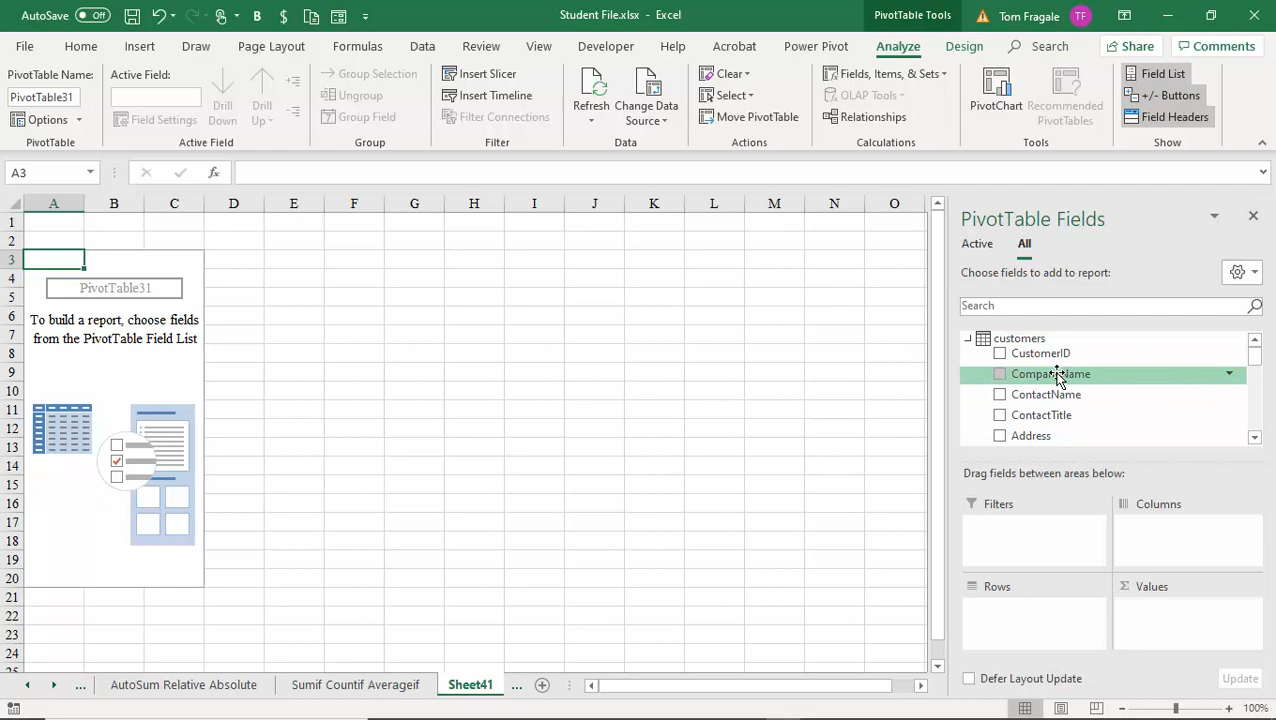 AutoSave Off Student File.xlsx - Excel PivotTable Tools Tom Fragale TF
File Home Insert Draw Page Layout Formulas Data Review View Developer Help Acrobat Power Pivot Analyze Design Search Share Comments
PivotTable Name:
PivotTable31
Options
PivotTable
Active Field:
Field Settings
Drill Down
Drill Up
Active Field
Group Selection
Ungroup
Group Field
Group
Insert Slicer
Insert Timeline
Filter Connections
Filter
Refresh
Change Data Source
Data
Clear
Select
Move PivotTable
Actions
Fields, Items, & Sets
OLAP Tools
Relationships
Calculations
PivotChart
Recommended PivotTables
Tools
Field List
+/- Buttons
Field Headers
Show
A3 fx
A B C D E F G H I J K L M N O
1
2
3
4
5
6
7
8
9
10
11
12
13
14
15
16
17
18
19
20
21
22
23
24
25
PivotTable31
To build a report, choose fields
from the PivotTable Field List
PivotTable Fields
Active All
Choose fields to add to report:
Search
customers
CustomerID
CompanyName
ContactName
ContactTitle
Address
Drag fields between areas below:
Filters Columns
Rows Σ Values
Defer Layout Update Update
... AutoSum Relative Absolute Sumif Countif Averageif Sheet41 ...
100%